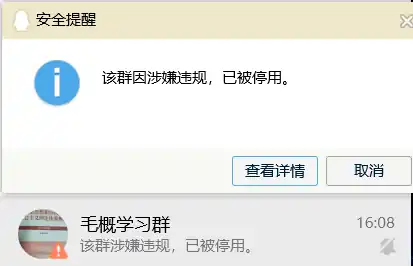 安全提醒
该群因涉嫌违规，已被停用。
查看详情
取消
毛概学习群
16:08
该群涉嫌违规，已被停用。